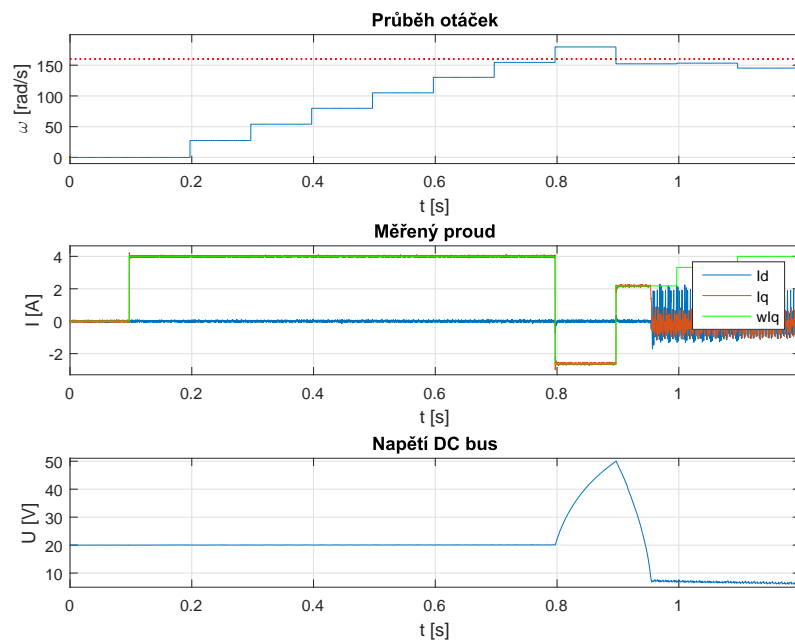 Průběh otáček
150
100
50
0
ω [rad/s]
0 0.2 0.4 0.6 0.8 1
t [s]
Měřený proud
4
2
0
-2
I [A]
Id
Iq
wIq
0 0.2 0.4 0.6 0.8 1
t [s]
Napětí DC bus
50
40
30
20
10
U [V]
0 0.2 0.4 0.6 0.8 1
t [s]